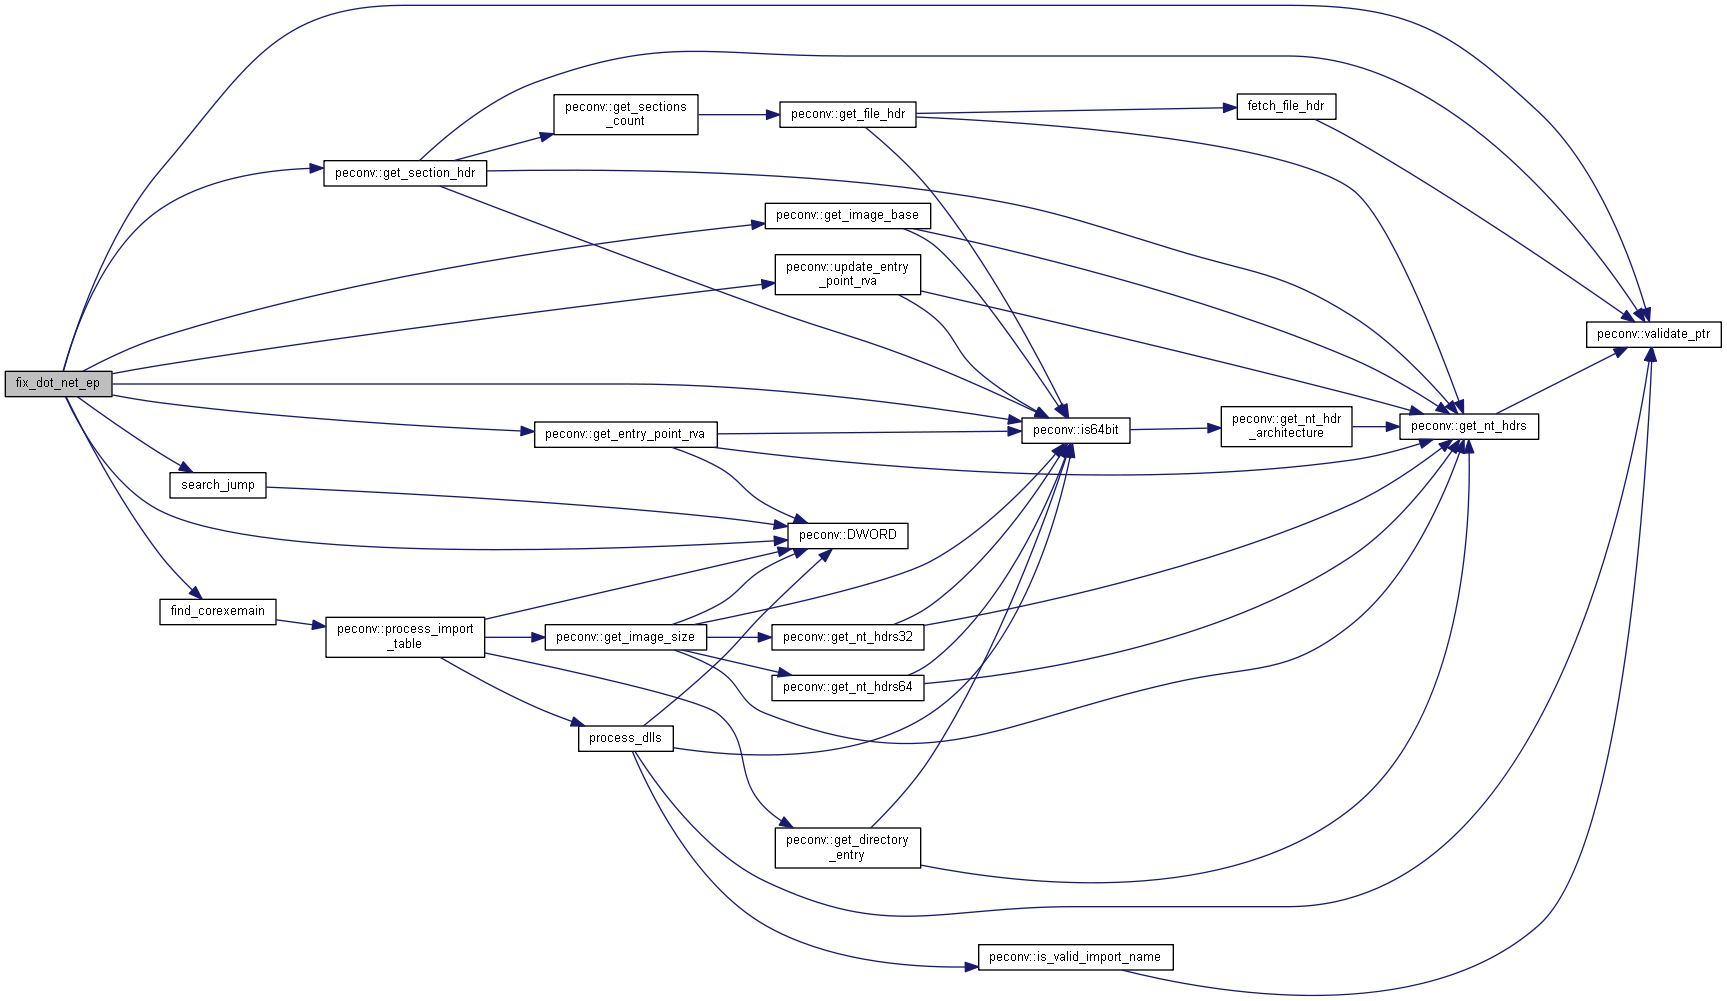 fix_dot_net_ep
peconv::get_section_hdr
peconv::get_sections
_count
peconv::get_file_hdr
fetch_file_hdr
peconv::get_image_base
peconv::update_entry
_point_rva
peconv::validate_ptr
peconv::get_entry_point_rva
peconv::is64bit
peconv::get_nt_hdr
_architecture
peconv::get_nt_hdrs
search_jump
peconv::DWORD
find_corexemain
peconv::process_import
_table
peconv::get_image_size
peconv::get_nt_hdrs32
peconv::get_nt_hdrs64
process_dlls
peconv::get_directory
_entry
peconv::is_valid_import_name